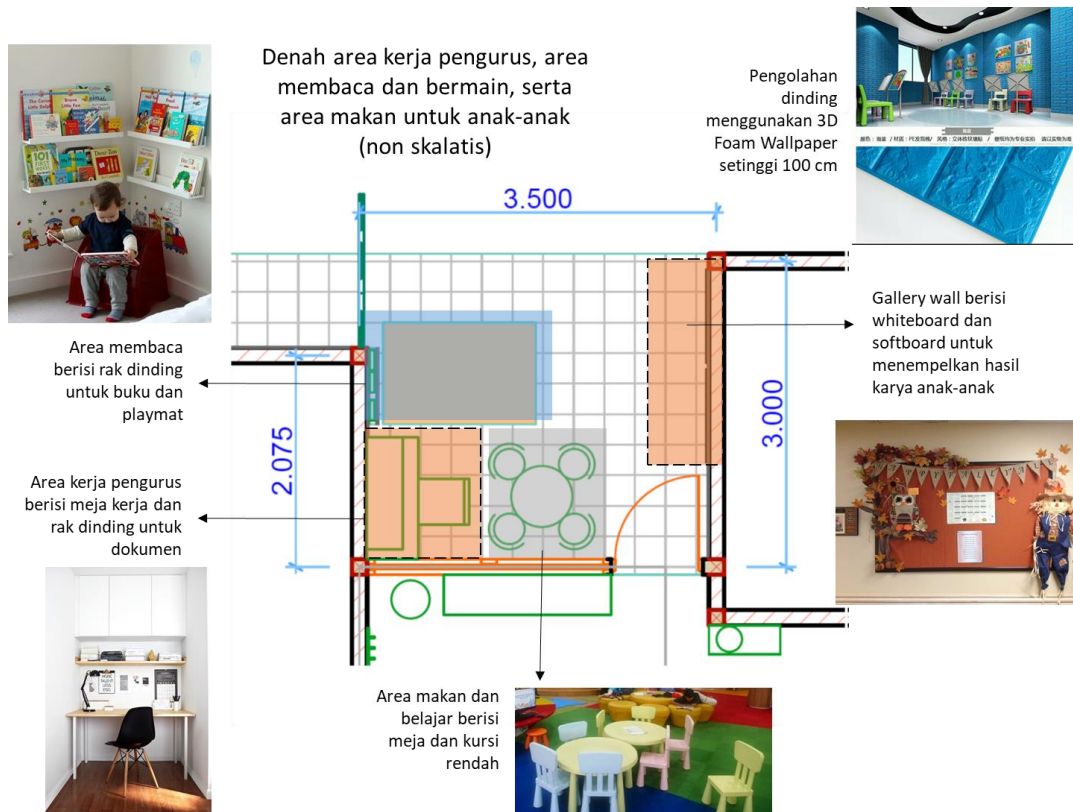 Denah area kerja pengurus, area
membaca dan bermain, serta
area makan untuk anak-anak
(non skalatis)
Pengolahan
dinding
menggunakan 3D
Foam Wallpaper
setinggi 100 cm
3.500
Gallery wall berisi
whiteboard dan
softboard untuk
menempelkan hasil
karya anak-anak
Area membaca
berisi rak dinding
untuk buku dan
playmat
2.075
3.000
Area kerja pengurus
berisi meja kerja dan
rak dinding untuk
dokumen
Area makan dan
belajar berisi
meja dan kursi
rendah